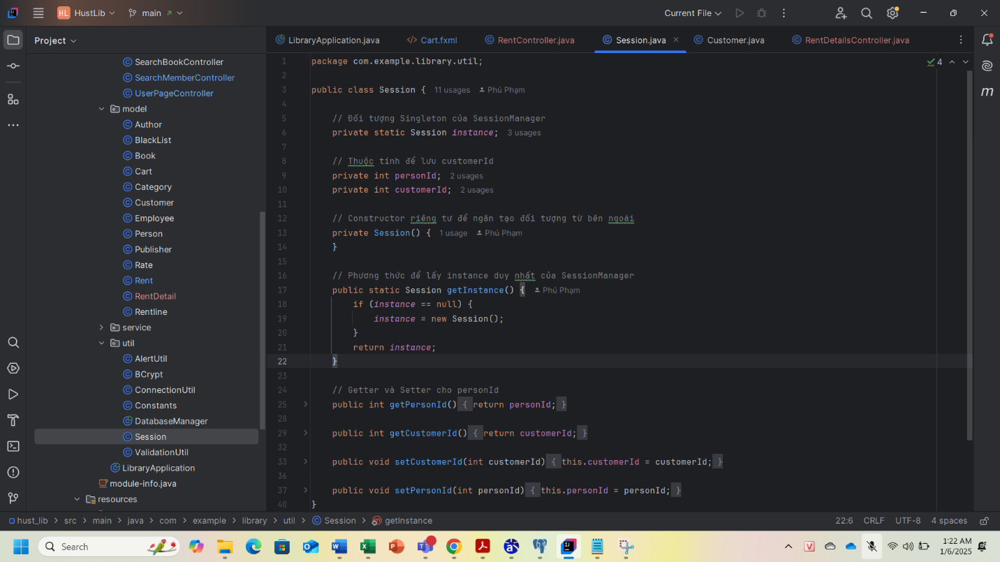 HL HustLib main Current File
Project
LibraryApplication.java Cart.fxml RentController.java Session.java Customer.java RentDetailsController.java
SearchBookController
SearchMemberController
UserPageController
model
Author
BlackList
Book
Cart
Category
Customer
Employee
Person
Publisher
Rate
Rent
RentDetail
Rentline
service
util
AlertUtil
BCrypt
ConnectionUtil
Constants
DatabaseManager
Session
ValidationUtil
LibraryApplication
module-info.java
resources
4
1 package com.example.library.util;
2
3 public class Session { 11 usages Phú Phạm
4
5 // Đối tượng Singleton của SessionManager
6 private static Session instance; 3 usages
7
8 // Thuộc tính để lưu customerId
9 private int personId; 2 usages
10 private int customerId; 2 usages
11
12 // Constructor riêng tư để ngăn tạo đối tượng từ bên ngoài
13 private Session() { 1 usage Phú Phạm
14 }
15
16 // Phương thức để lấy instance duy nhất của SessionManager
17 public static Session getInstance() { Phú Phạm
18 if (instance == null) {
19 instance = new Session();
20 }
21 return instance;
22 }
23
24 // Getter và Setter cho personId
25 public int getPersonId() { return personId; }
28
29 public int getCustomerId() { return customerId; }
32
33 public void setCustomerId(int customerId) { this.customerId = customerId; }
36
37 public void setPersonId(int personId) { this.personId = personId; }
40 }
m
hust_lib > src > main > java > com > example > library > util > Session > getInstance 22:6 CRLF UTF-8 4 spaces
Search 1:22 AM
1/6/2025